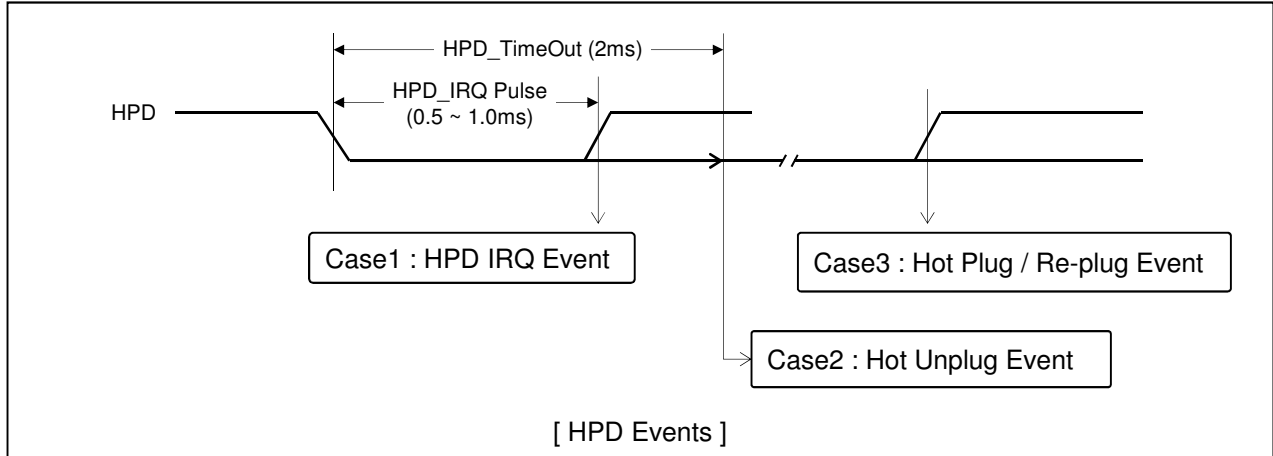 HPD_TimeOut (2ms)
HPD_IRQ Pulse
(0.5 ~ 1.0ms)
HPD
Case1 : HPD IRQ Event
Case3 : Hot Plug / Re-plug Event
Case2 : Hot Unplug Event
[ HPD Events ]